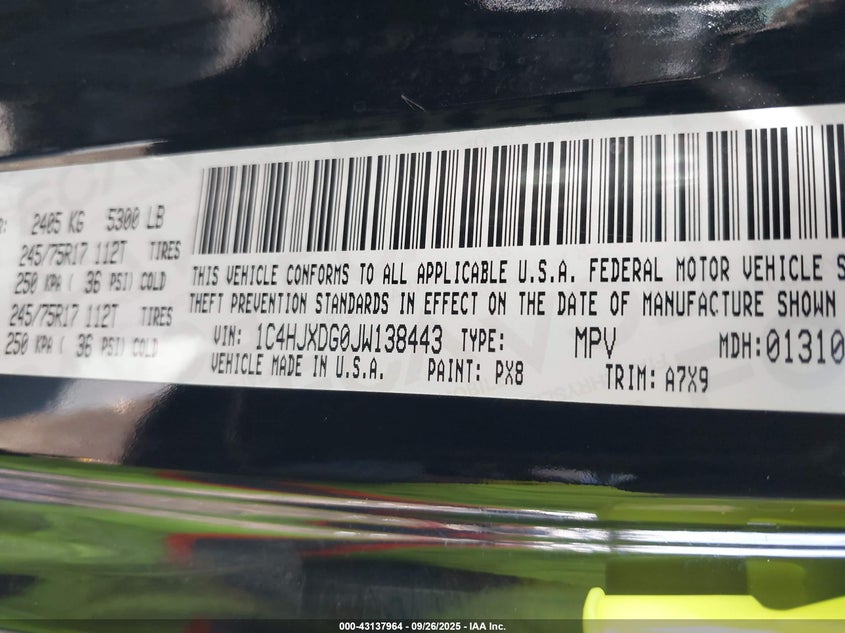 2405 KG 5300 LB
245/75R17 112T TIRES
250 KPA ( 36 PSI) COLD
245/75R17 112T TIRES
250 KPA ( 36 PSI) COLD
THIS VEHICLE CONFORMS TO ALL APPLICABLE U.S.A. FEDERAL MOTOR VEHICLE S
THEFT PREVENTION STANDARDS IN EFFECT ON THE DATE OF MANUFACTURE SHOWN
VIN: 1C4HJXDG0JW138443 TYPE: MPV MDH: 01310
VEHICLE MADE IN U.S.A. PAINT: PX8 TRIM: A7X9
000-43137964 - 09/26/2025 - IAA Inc.